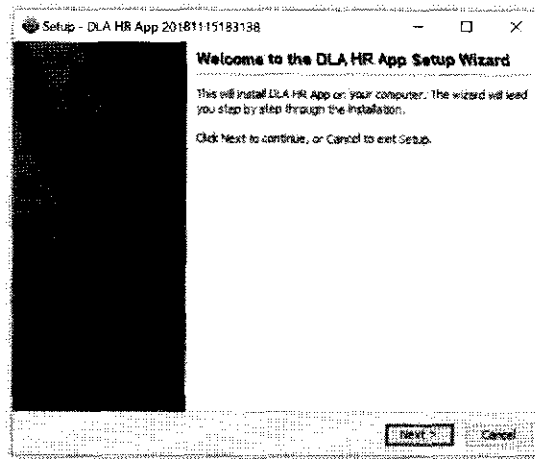 Setup - DLA HR App 20181115183138
Welcome to the DLA HR App Setup Wizard
This will install DLA HR App on your computer. The wizard will lead
you step by step through the installation.
Click Next to continue, or Cancel to exit Setup.
Next >
Cancel